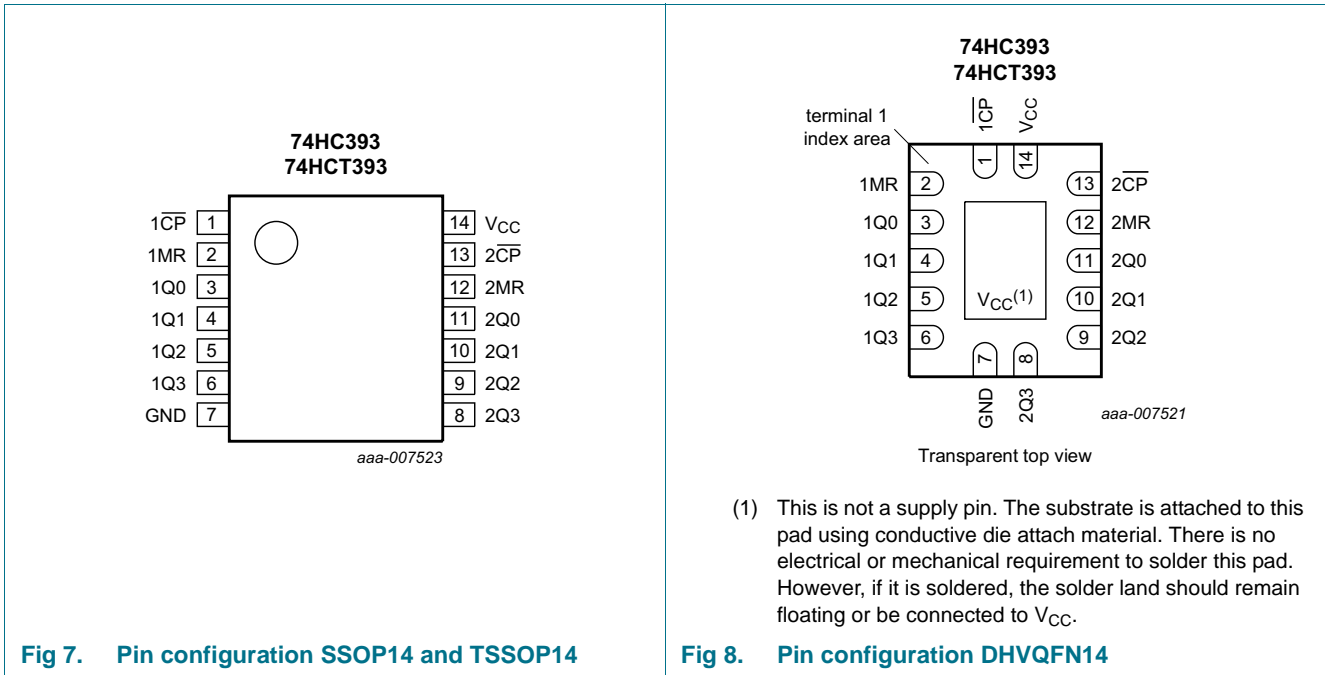 74HC393
74HCT393
1C̅P̅ 1
1MR 2
1Q0 3
1Q1 4
1Q2 5
1Q3 6
GND 7
14 VCC
13 2C̅P̅
12 2MR
11 2Q0
10 2Q1
9 2Q2
8 2Q3
aaa-007523
Fig 7. Pin configuration SSOP14 and TSSOP14
74HC393
74HCT393
terminal 1
index area
1̅C̅P VCC
1 14
1MR 2
1Q0 3
1Q1 4
1Q2 5
1Q3 6
VCC(1)
13 2C̅P̅
12 2MR
11 2Q0
10 2Q1
9 2Q2
7 8
GND 2Q3
aaa-007521
Transparent top view
(1) This is not a supply pin. The substrate is attached to this
pad using conductive die attach material. There is no
electrical or mechanical requirement to solder this pad.
However, if it is soldered, the solder land should remain
floating or be connected to VCC.
Fig 8. Pin configuration DHVQFN14